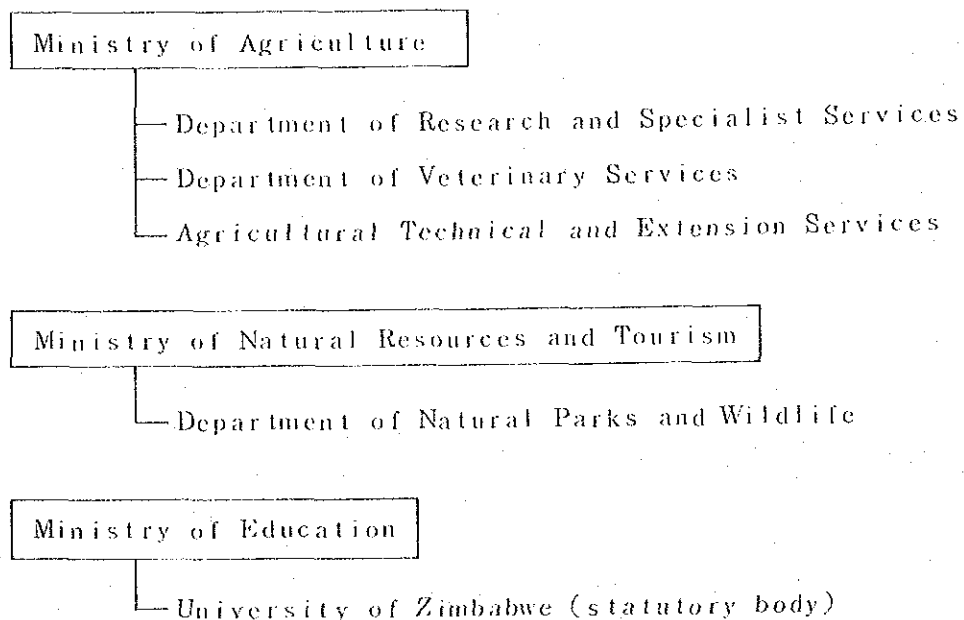 Ministry of Agriculture
Department of Research and Specialist Services
Department of Veterinary Services
Agricultural Technical and Extension Services
Ministry of Natural Resources and Tourism
Department of Natural Parks and Wildlife
Ministry of Education
University of Zimbabwe (statutory body)